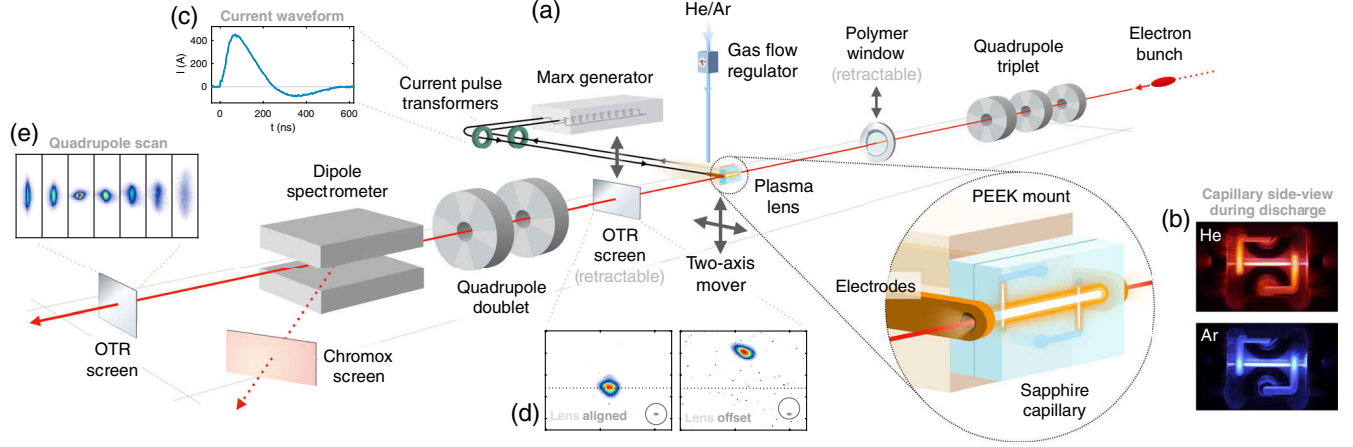 (c)
Current waveform
I (A)
400
200
0
0
200
400
600
t (ns)
(a)
He/Ar
Gas flow
regulator
Polymer
window
(retractable)
Quadrupole
triplet
Electron
bunch
Current pulse
transformers
Marx generator
(e)
Quadrupole scan
Dipole
spectrometer
OTR
screen
(retractable)
Plasma
lens
Two-axis
mover
Quadrupole
doublet
OTR
screen
Chromox
screen
(d)
Lens aligned
Lens offset
PEEK mount
Electrodes
Sapphire
capillary
(b)
Capillary side-view
during discharge
He
Ar